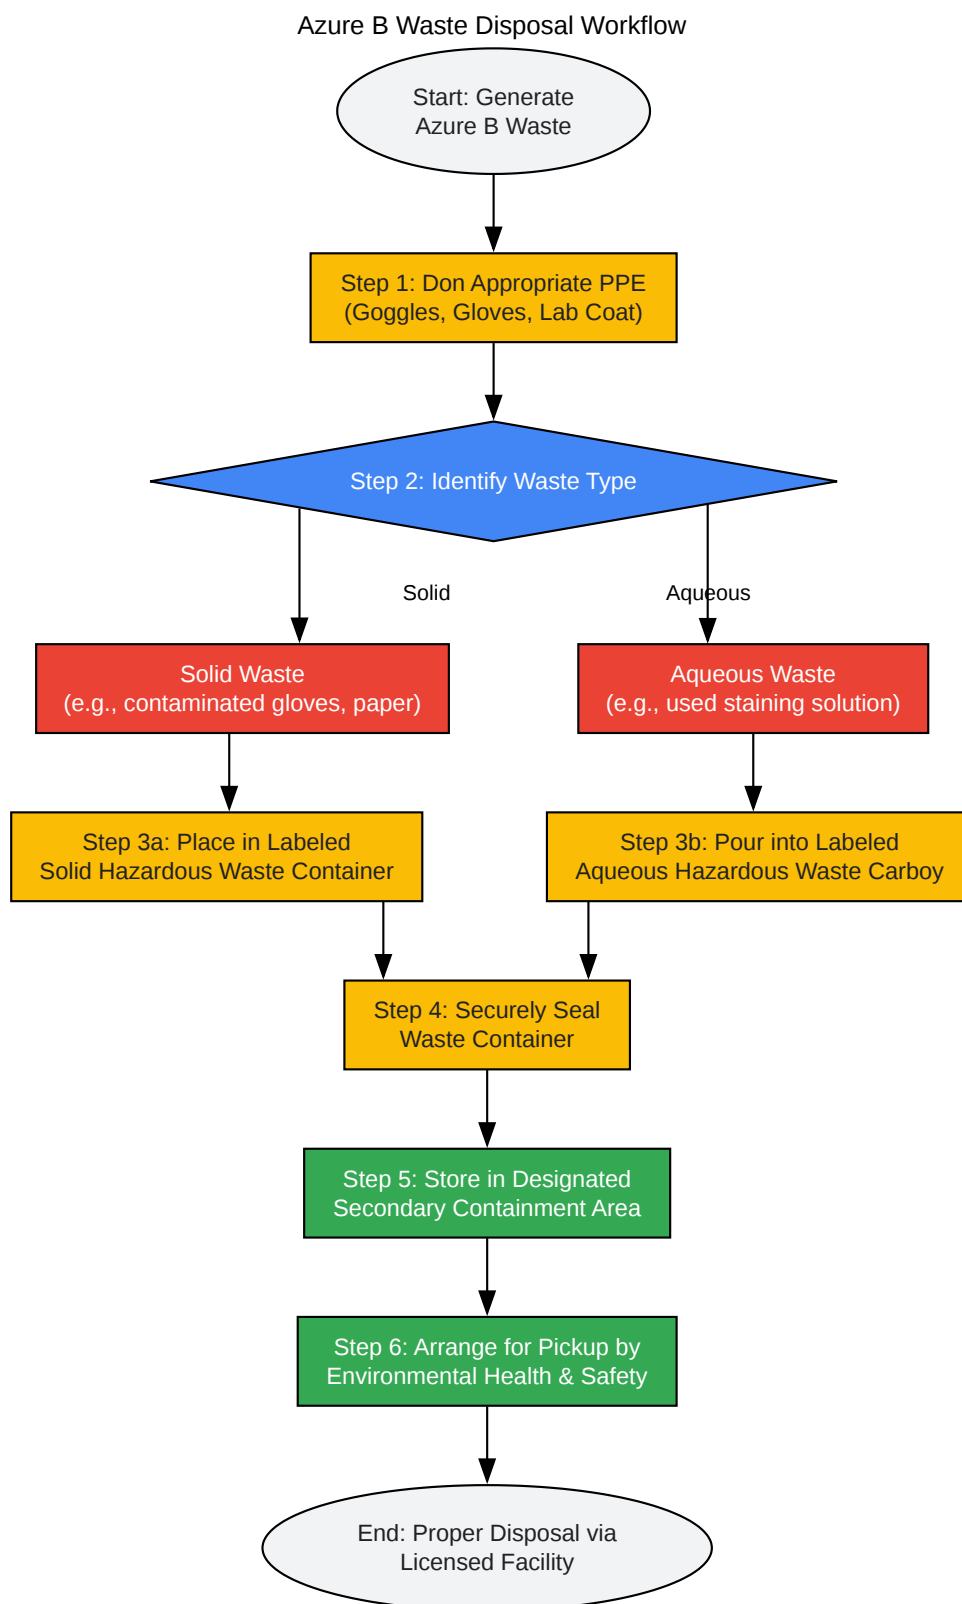 Azure B Waste Disposal Workflow
Start: Generate
Azure B Waste
Step 1: Don Appropriate PPE
(Goggles, Gloves, Lab Coat)
Step 2: Identify Waste Type
Solid
Aqueous
Solid Waste
(e.g., contaminated gloves, paper)
Aqueous Waste
(e.g., used staining solution)
Step 3a: Place in Labeled
Solid Hazardous Waste Container
Step 3b: Pour into Labeled
Aqueous Hazardous Waste Carboy
Step 4: Securely Seal
Waste Container
Step 5: Store in Designated
Secondary Containment Area
Step 6: Arrange for Pickup by
Environmental Health & Safety
End: Proper Disposal via
Licensed Facility